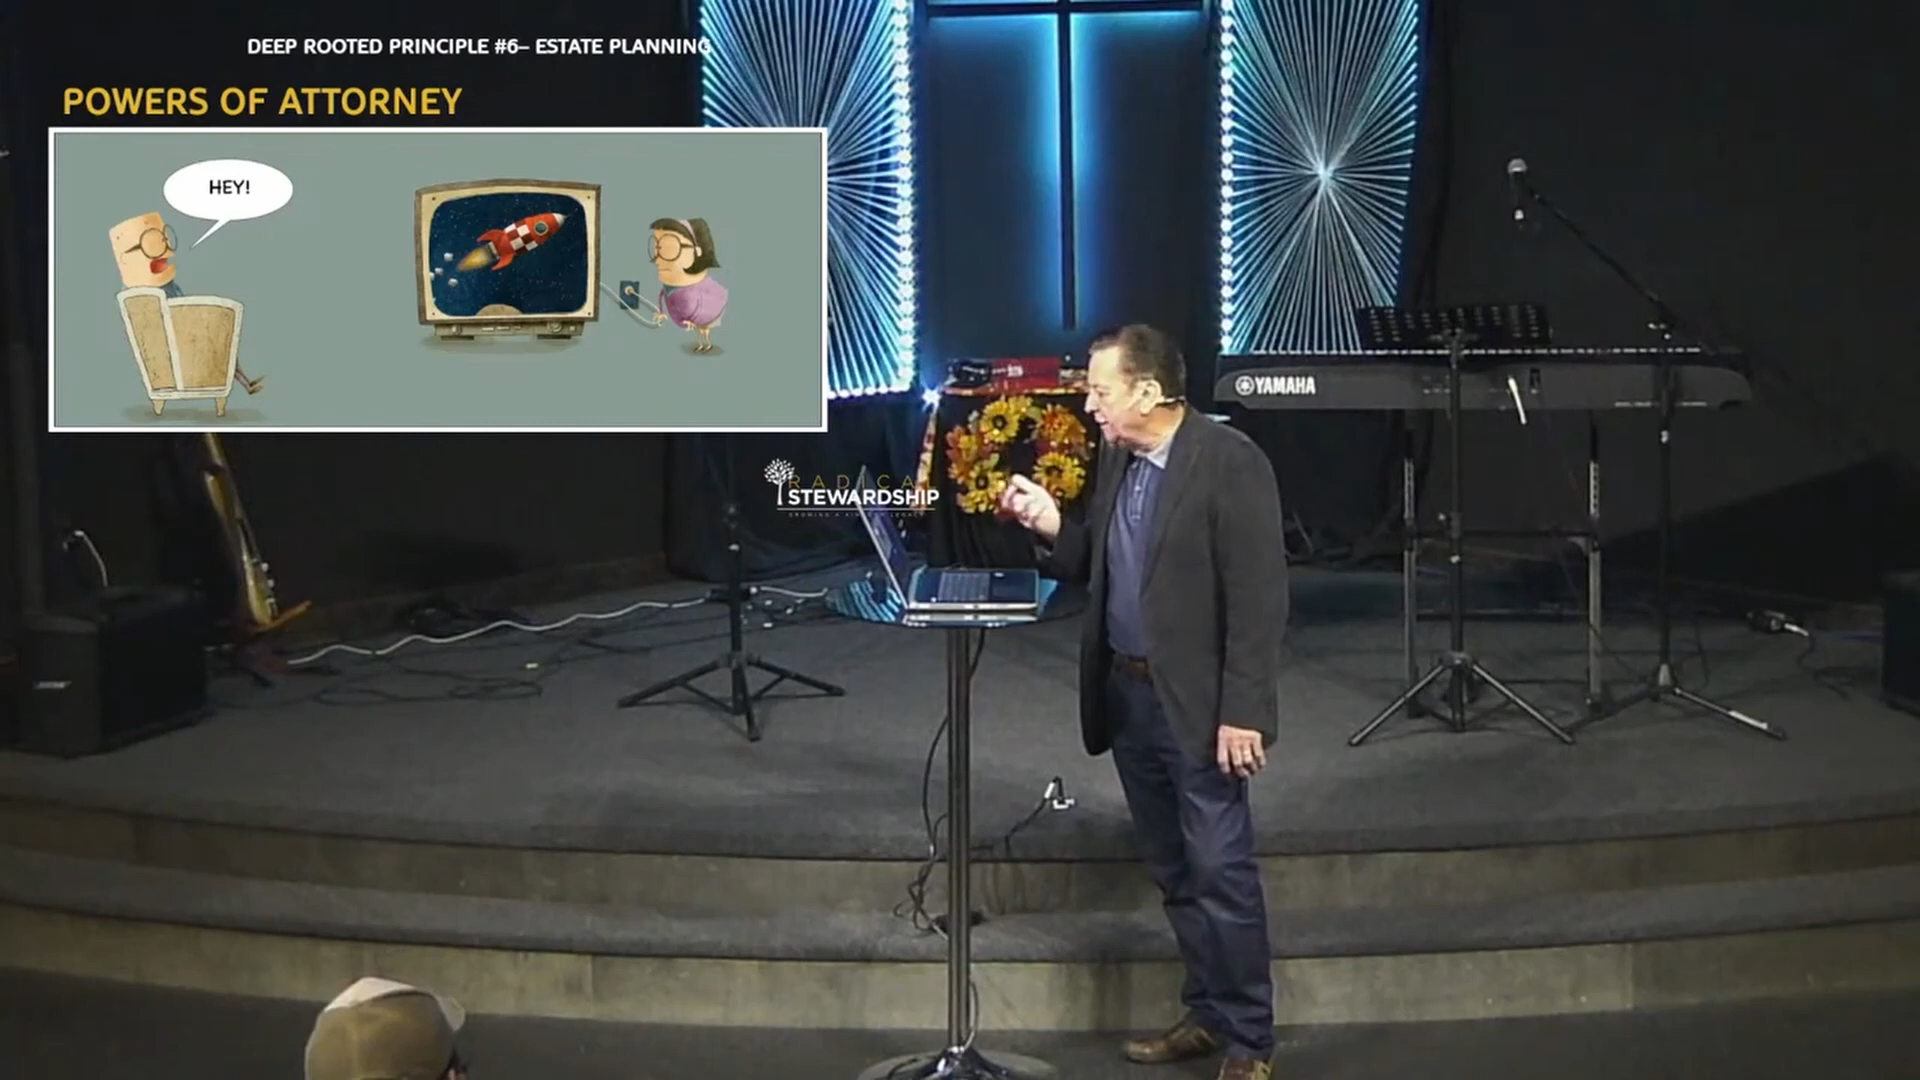 DEEP ROOTED PRINCIPLE #6– ESTATE PLANNING
POWERS OF ATTORNEY
HEY!
YAMAHA
RADICAL
STEWARDSHIP